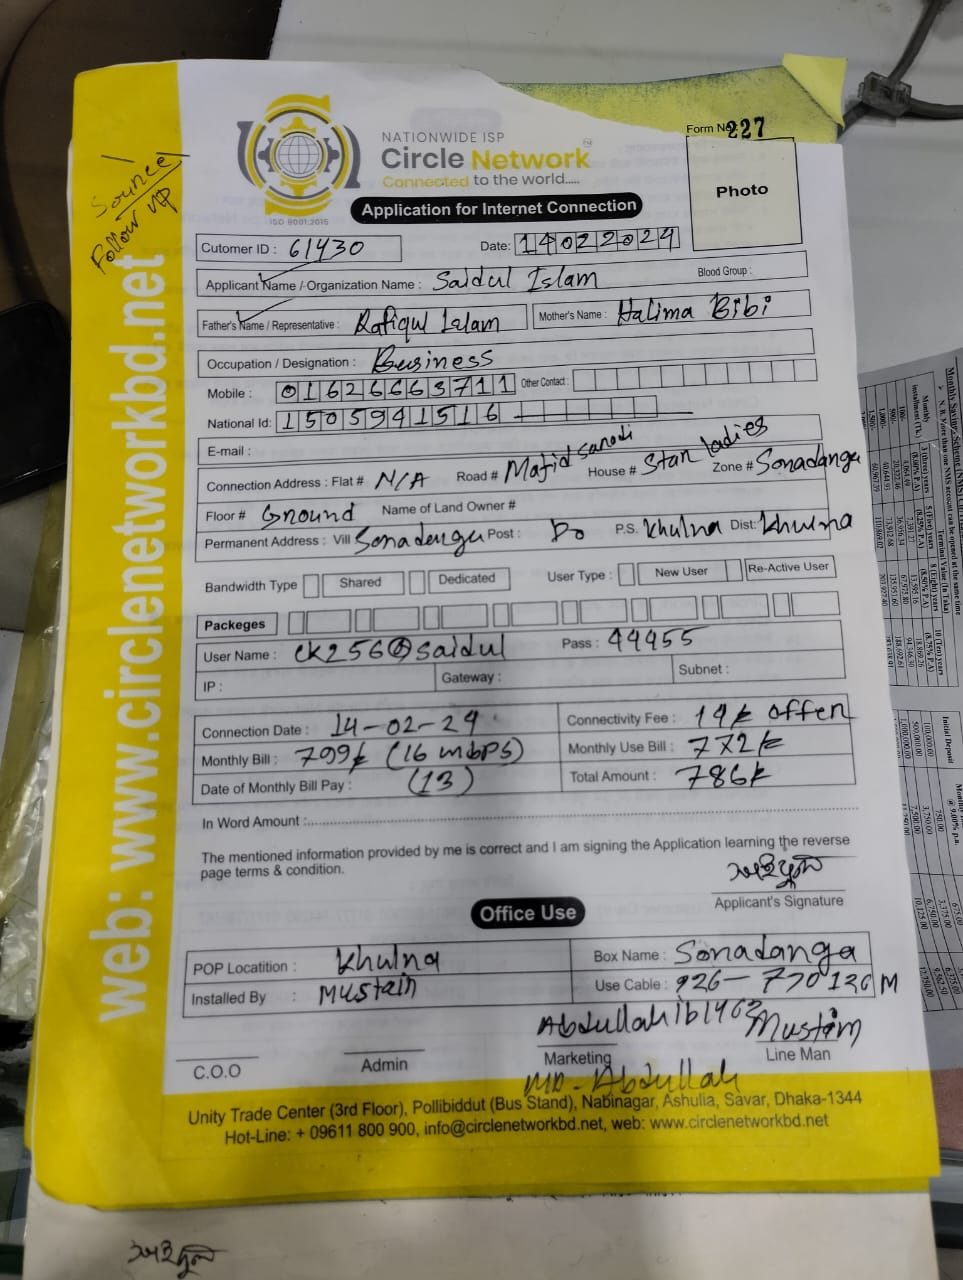 Form No 227
NATIONWIDE ISP
Circle Network
Connected to the world.....
ISO 9001:2015
Photo
Application for Internet Connection
Sounce
Follow up
web: www.circlenetworkbd.net
Cutomer ID : 61430 Date: 14022024
Applicant Name / Organization Name : Saidul Islam Blood Group :
Father's Name / Representative : Rafiqul Islam Mother's Name : Halima Bibi
Occupation / Designation : Business
Mobile : 01626663711 Other Contact :
National Id: 1505941516
E-mail :
Connection Address : Flat # N/A Road # Majid sanani House # Stan ladies Zone # Sonadanga
Floor # Ground Name of Land Owner #
Permanent Address : Vill Sonadanga Post : Do P.S. Khulna Dist: Khulna
Bandwidth Type Shared Dedicated User Type : New User Re-Active User
Packeges
User Name : ck256@saidul Pass : 44455
IP : Gateway : Subnet :
Connection Date : 14-02-24 Connectivity Fee : 14৳ offer
Monthly Bill : 799৳ (16 mbps) Monthly Use Bill : 772৳
Date of Monthly Bill Pay : (13) Total Amount : 786৳
In Word Amount :
The mentioned information provided by me is correct and I am signing the Application learning the reverse
page terms & condition.
সাইদুল
Applicant's Signature
Office Use
POP Locatition : Khulna Box Name : Sonadanga
Installed By : Mustain Use Cable : 926-770 M
Abdullah Mustain
C.O.O Admin Marketing Line Man
MD. Abdullah
Unity Trade Center (3rd Floor), Pollibiddut (Bus Stand), Nabinagar, Ashulia, Savar, Dhaka-1344
Hot-Line: + 09611 800 900, info@circlenetworkbd.net, web: www.circlenetworkbd.net
সাইদুল